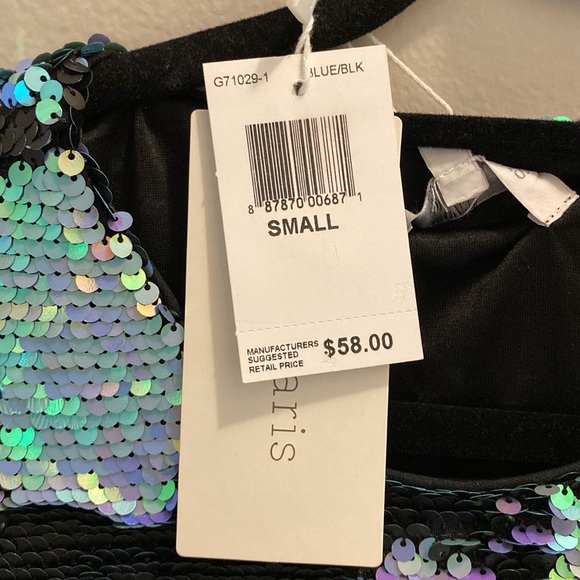 G71029-1 BLUE/BLK
8 87870 00687 1
SMALL
MANUFACTURERS
SUGGESTED
RETAIL PRICE
$58.00
aris